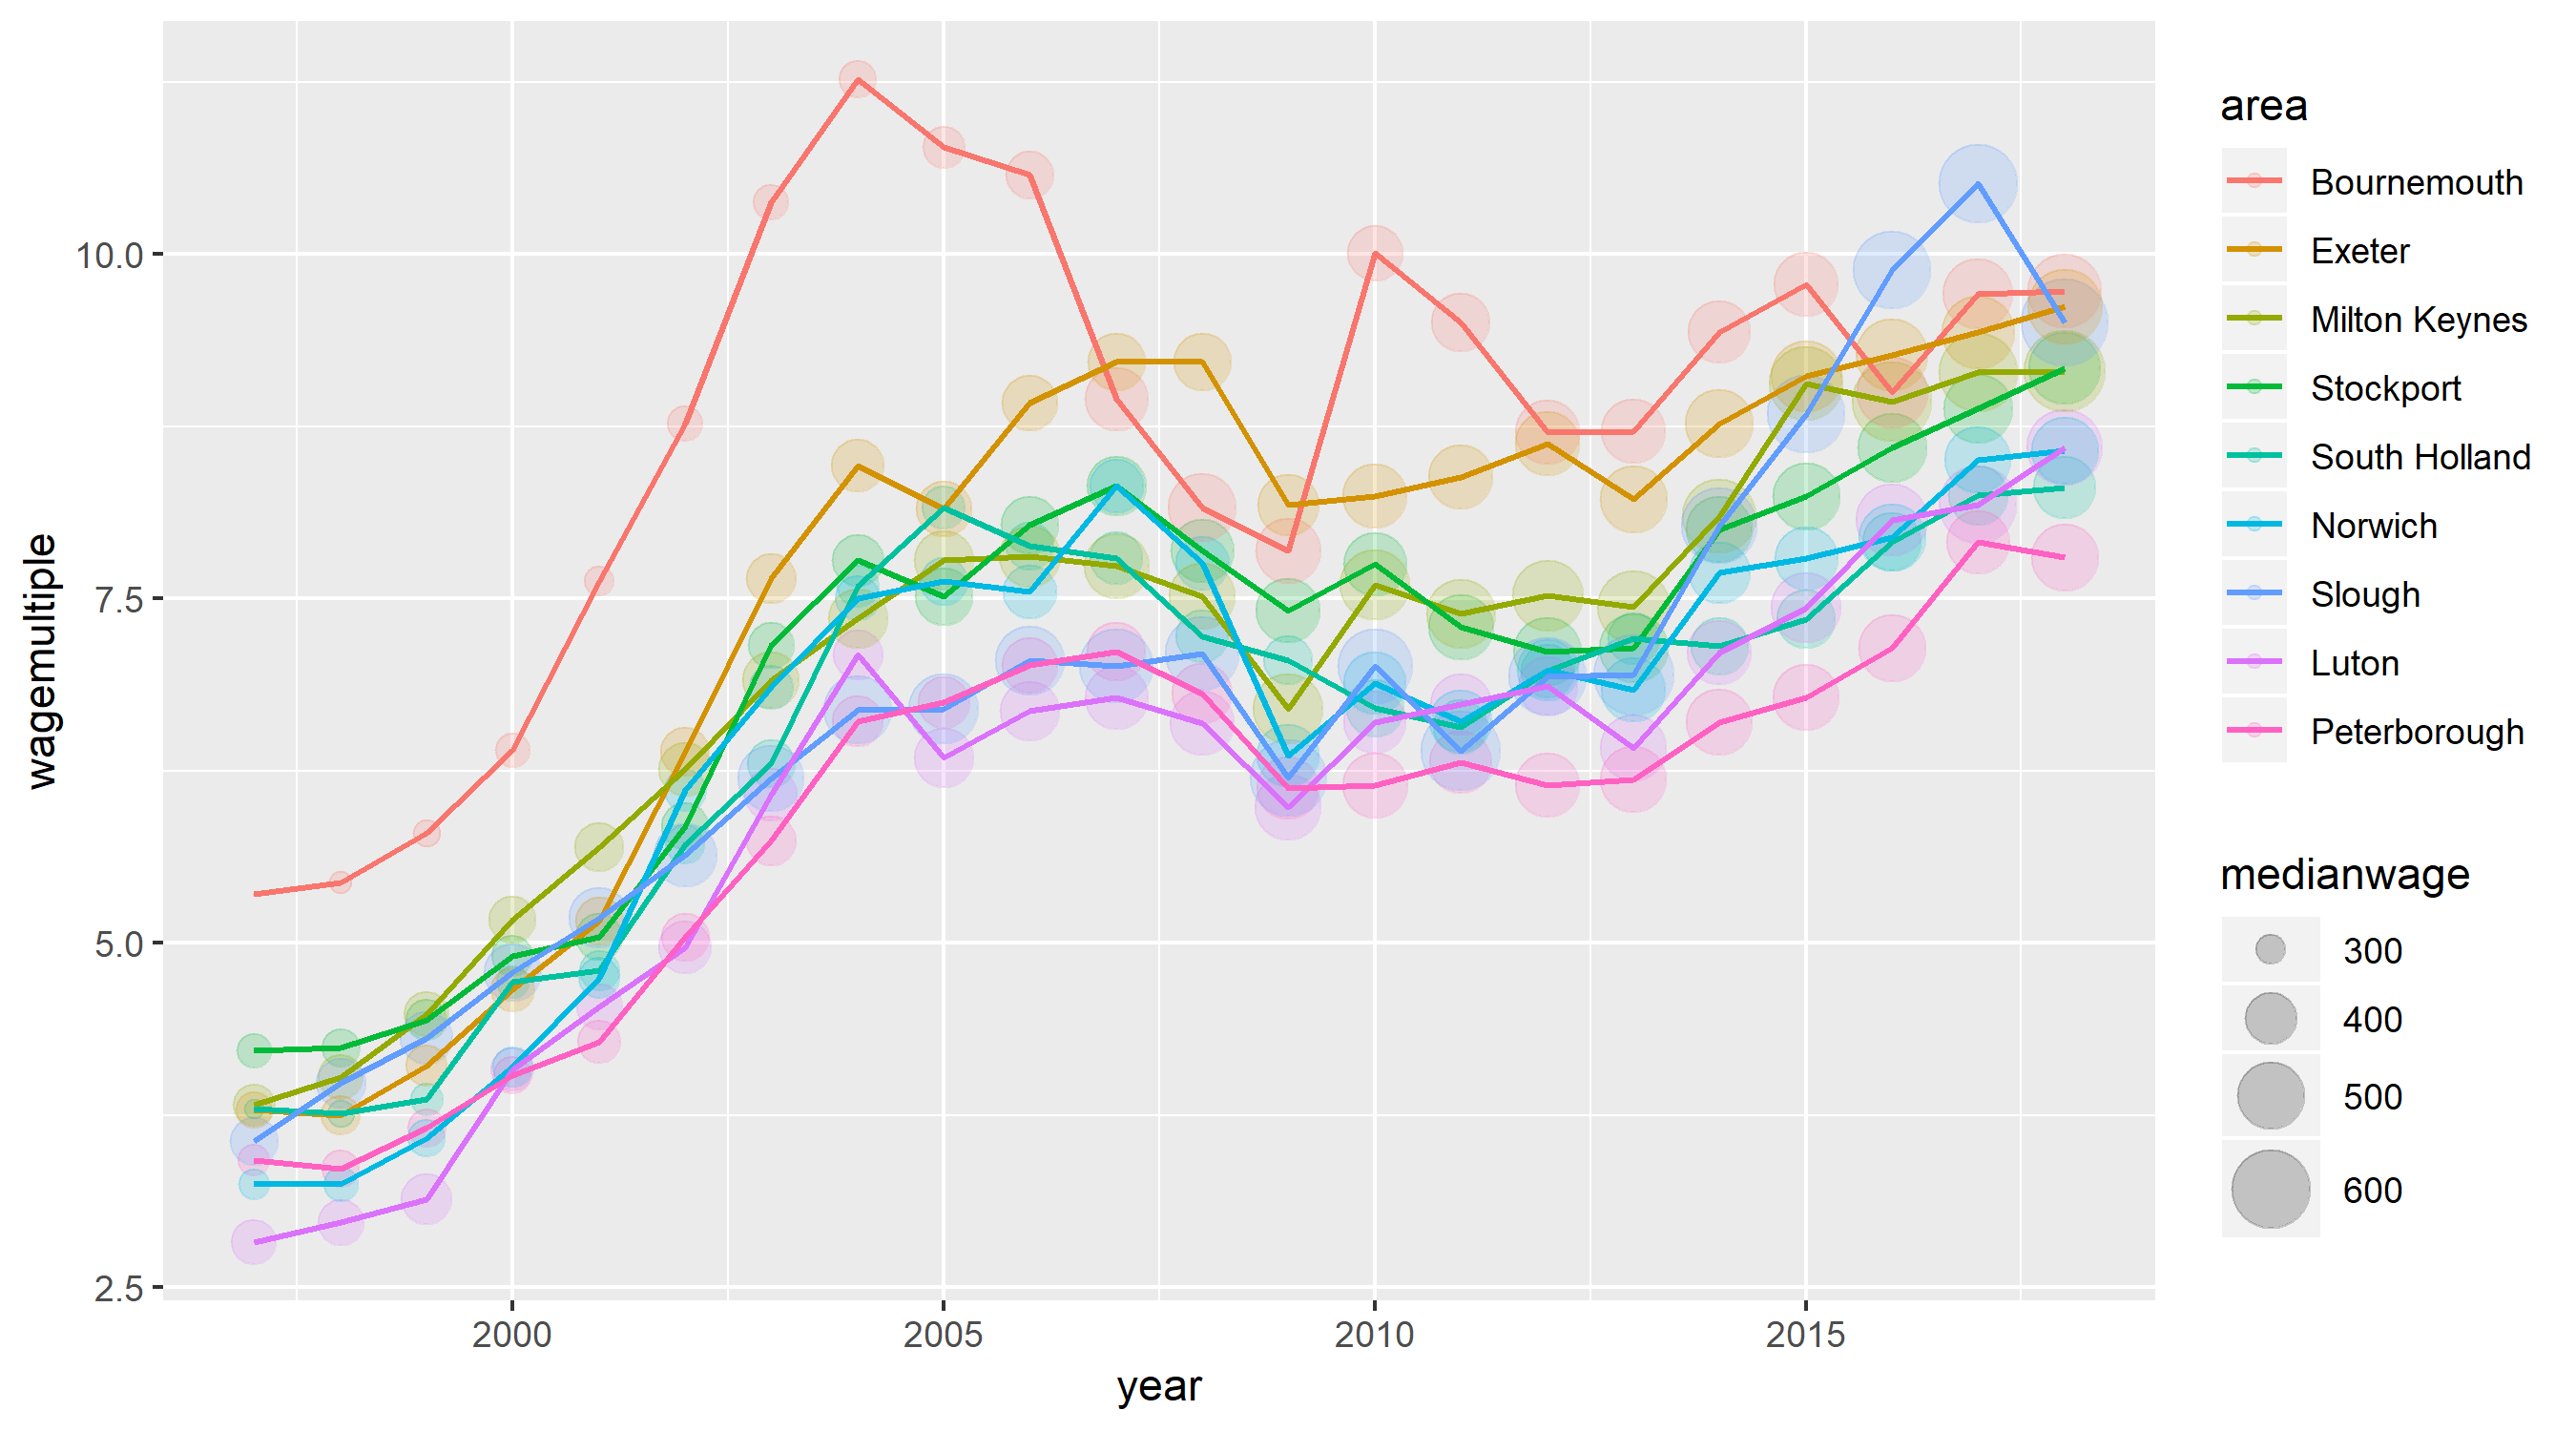 10.0
7.5
5.0
2.5
wagemultiple
2000
2005
2010
2015
year
area
Bournemouth
Exeter
Milton Keynes
Stockport
South Holland
Norwich
Slough
Luton
Peterborough
medianwage
300
400
500
600